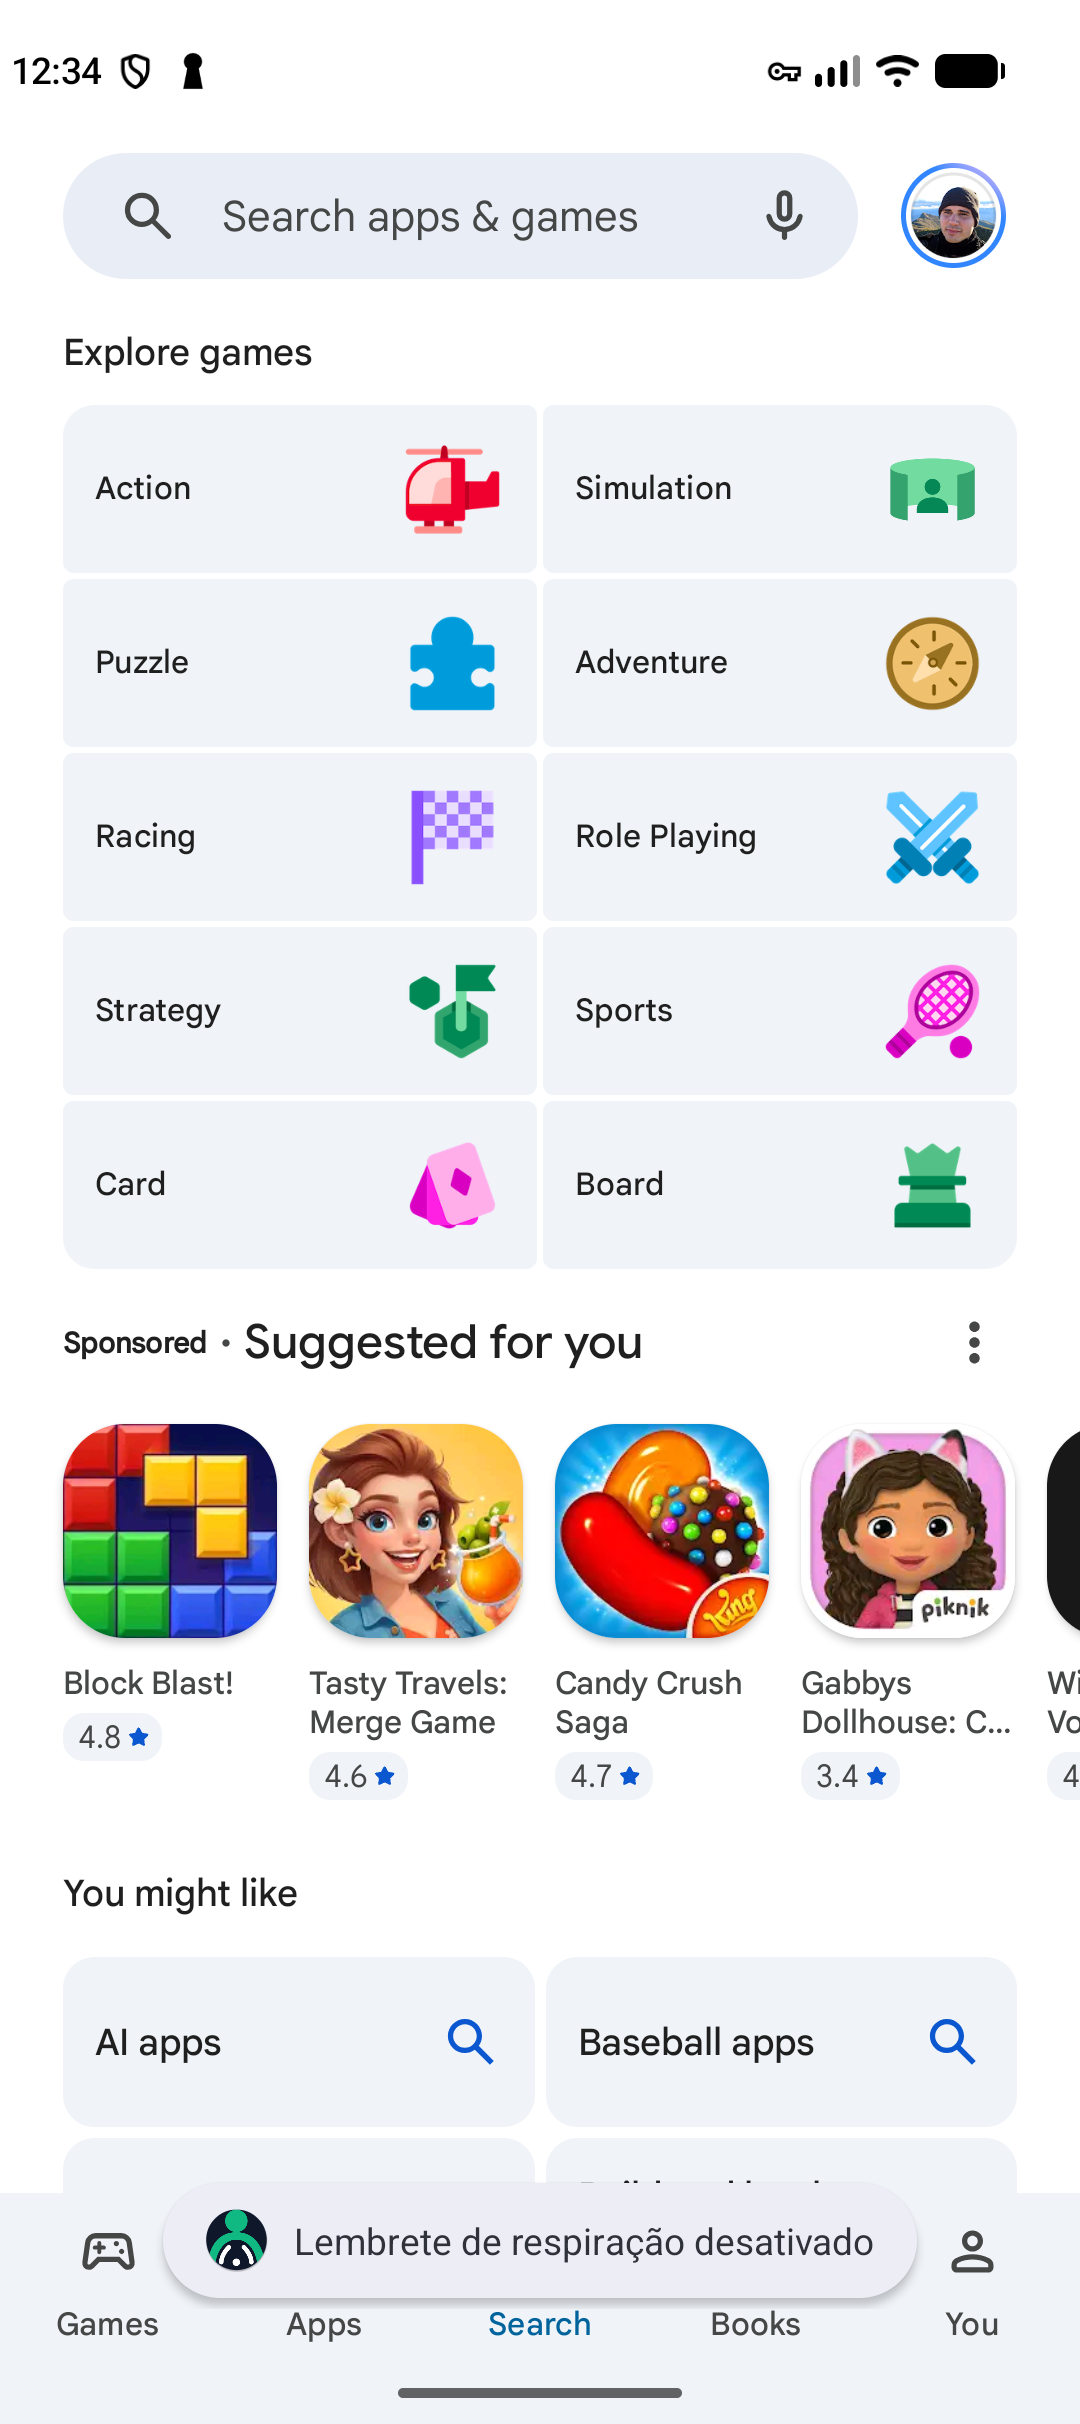 12:34
Search apps & games
Explore games
Action
Simulation
Puzzle
Adventure
Racing
Role Playing
Strategy
Sports
Card
Board
Sponsored • Suggested for you
King
piknik
Block Blast!
4.8
Tasty Travels:
Merge Game
4.6
Candy Crush
Saga
4.7
Gabbys
Dollhouse: C...
3.4
You might like
AI apps
Baseball apps
Lembrete de respiração desativado
Games
Apps
Search
Books
You